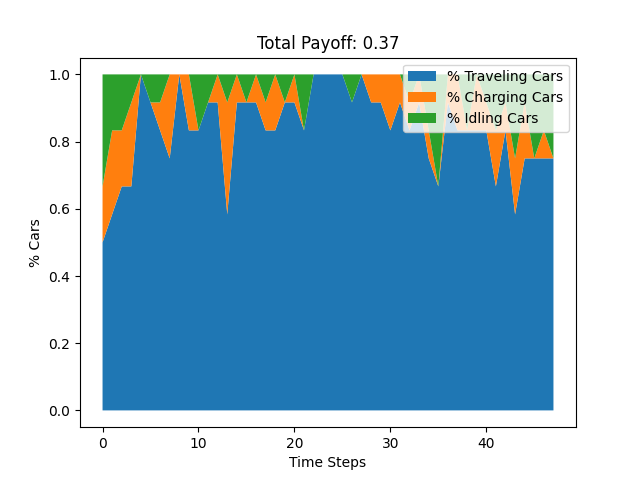 Total Payoff: 0.37
% Traveling Cars
% Charging Cars
% Idling Cars
1.0
0.8
0.6
0.4
0.2
0.0
% Cars
0 10 20 30 40
Time Steps